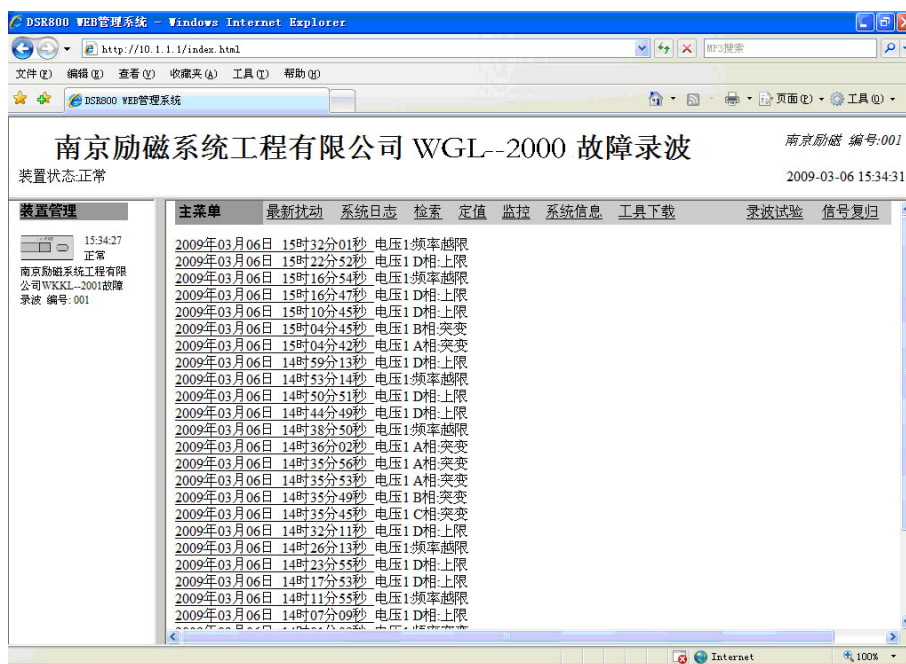 DSR800 WEB管理系统 - Windows Internet Explorer
http://10.1.1.1/index.html
MP3搜索
文件(F) 编辑(E) 查看(V) 收藏夹(A) 工具(T) 帮助(H)
DSR800 WEB管理系统
页面(P) 工具(O)
南京励磁系统工程有限公司 WGL--2000 故障录波
南京励磁 编号:001
装置状态:正常
2009-03-06 15:34:31
装置管理
15:34:27
正常
南京励磁系统工程有限
公司WKKL--2001故障
录波 编号: 001
主菜单 最新扰动 系统日志 检索 定值 监控 系统信息 工具下载 录波试验 信号复归
2009年03月06日 15时32分01秒 电压1:频率越限
2009年03月06日 15时22分52秒 电压1 D相:上限
2009年03月06日 15时16分54秒 电压1:频率越限
2009年03月06日 15时16分47秒 电压1 D相:上限
2009年03月06日 15时10分45秒 电压1 D相:上限
2009年03月06日 15时04分45秒 电压1 B相:突变
2009年03月06日 15时04分42秒 电压1 A相:突变
2009年03月06日 14时59分13秒 电压1 D相:上限
2009年03月06日 14时53分14秒 电压1:频率越限
2009年03月06日 14时50分51秒 电压1 D相:上限
2009年03月06日 14时44分49秒 电压1 D相:上限
2009年03月06日 14时38分50秒 电压1:频率越限
2009年03月06日 14时36分02秒 电压1 A相:突变
2009年03月06日 14时35分56秒 电压1 A相:突变
2009年03月06日 14时35分53秒 电压1 A相:突变
2009年03月06日 14时35分49秒 电压1 B相:突变
2009年03月06日 14时35分45秒 电压1 C相:突变
2009年03月06日 14时32分11秒 电压1 D相:上限
2009年03月06日 14时26分13秒 电压1:频率越限
2009年03月06日 14时23分55秒 电压1 D相:上限
2009年03月06日 14时17分53秒 电压1 D相:上限
2009年03月06日 14时11分55秒 电压1:频率越限
2009年03月06日 14时07分09秒 电压1 D相:上限
Internet 100%